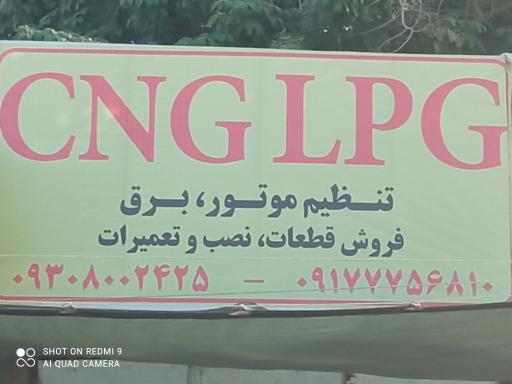 CNG LPG
تنظیم موتور، برق
فروش قطعات، نصب و تعمیرات
۰۹۳۰۸۰۰۲۴۲۵ - ۰۹۱۷۷۷۵۶۸۱۰
SHOT ON REDMI 9
AI QUAD CAMERA